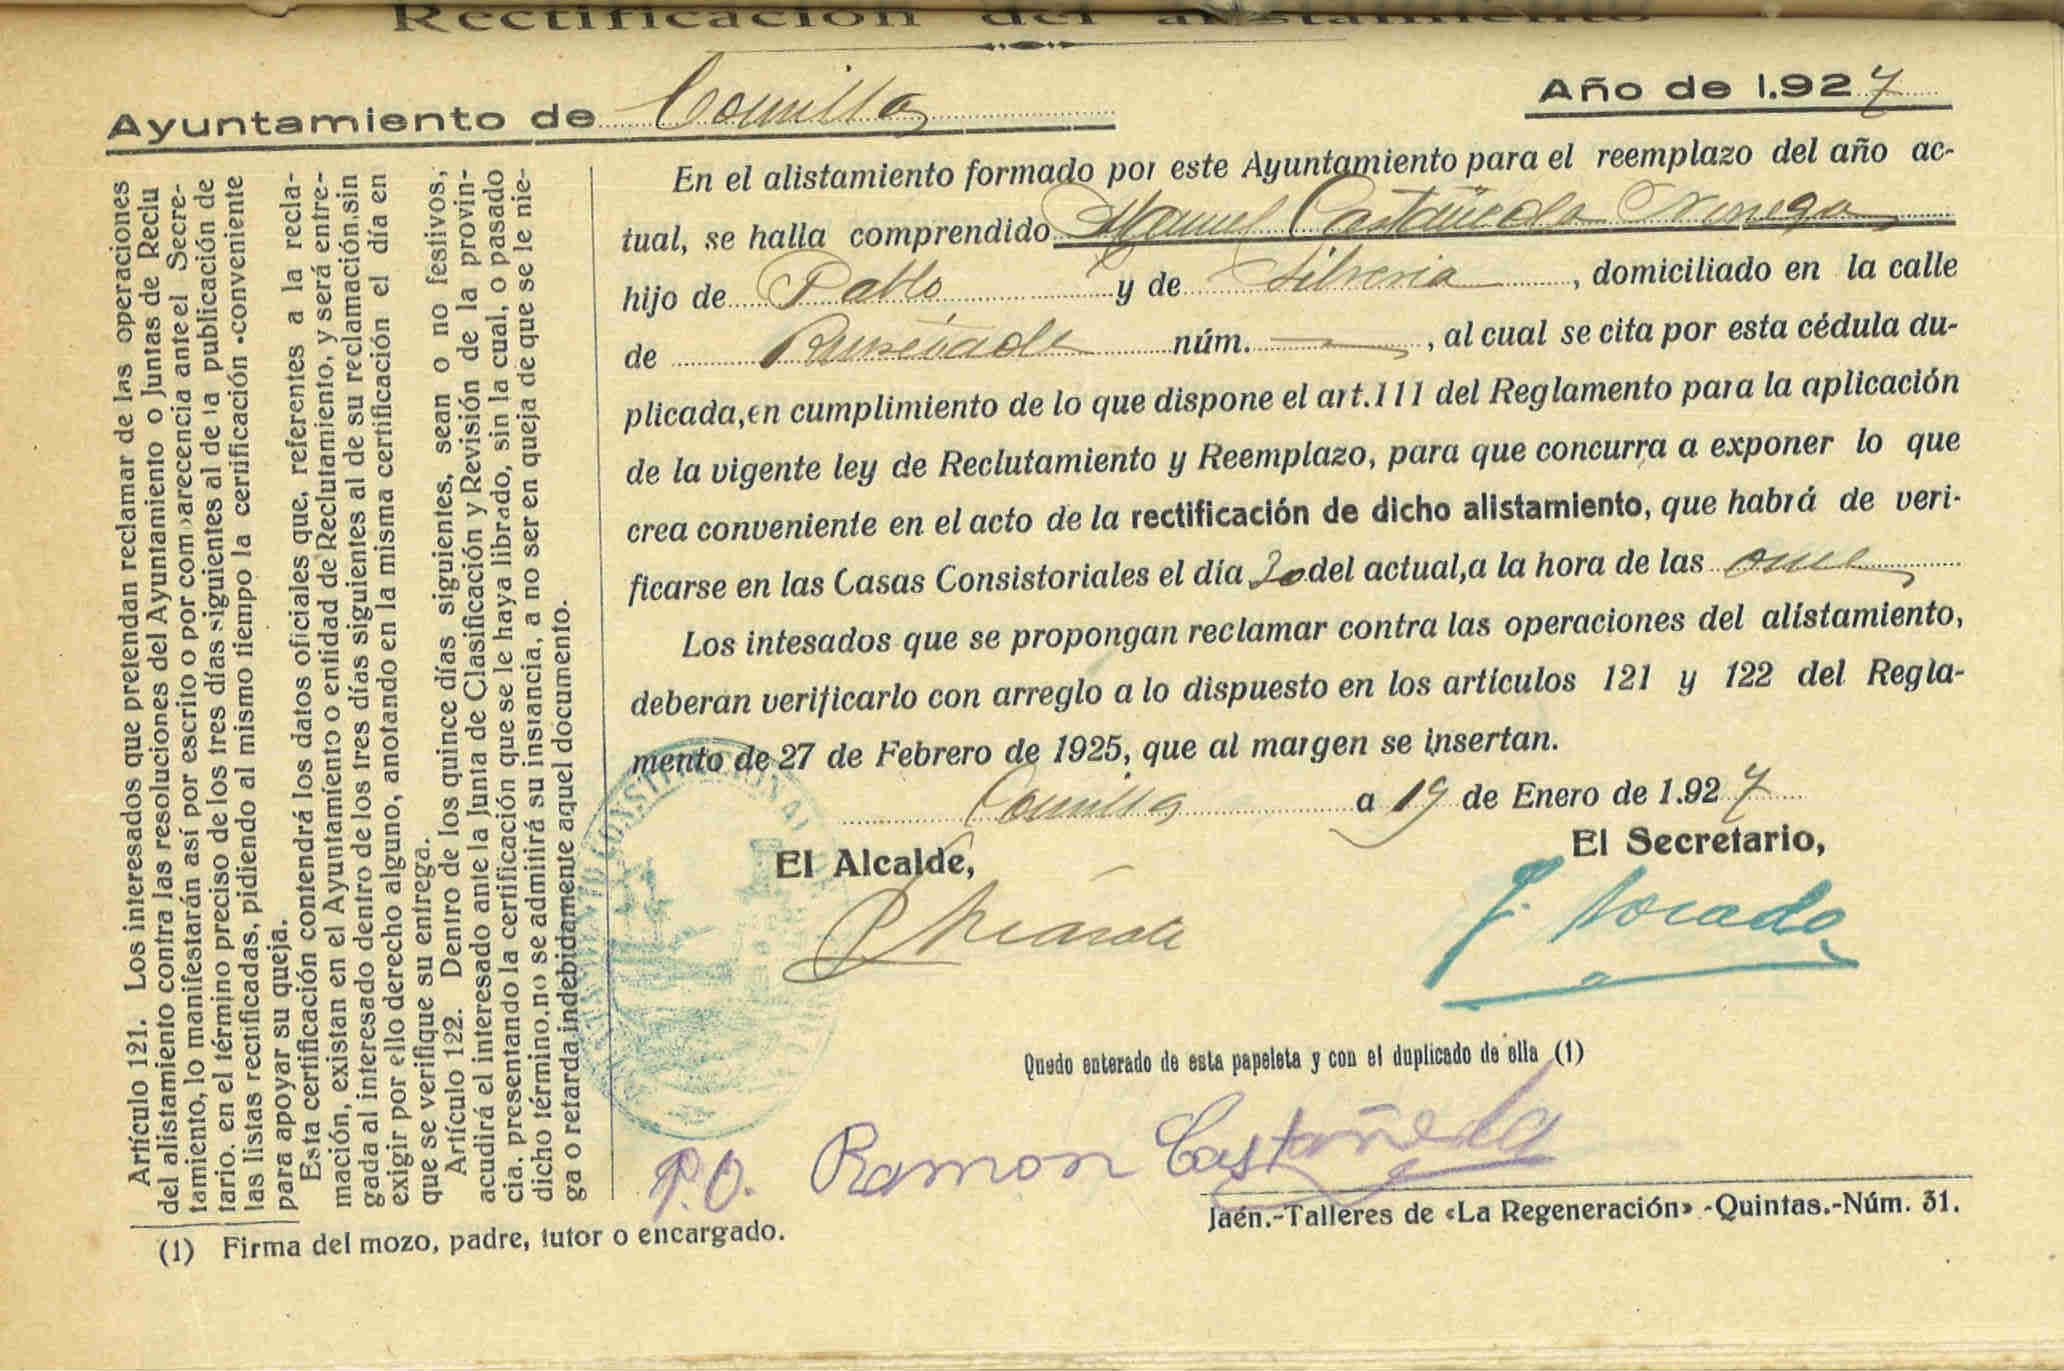 Rectificación del alistamiento
Ayuntamiento de Comillas
Año de 1.927
En el alistamiento formado por este Ayuntamiento para el reemplazo del año ac-
tual, se halla comprendido Manuel Castañeda Noriega
hijo de Pablo y de Silveria, domiciliado en la calle
de Ruiseñada núm. —, al cual se cita por esta cédula du-
plicada, en cumplimiento de lo que dispone el art. 111 del Reglamento para la aplicación
de la vigente ley de Reclutamiento y Reemplazo, para que concurra a exponer lo que
crea conveniente en el acto de la rectificación de dicho alistamiento, que habrá de veri-
ficarse en las Casas Consistoriales el día 30 del actual, a la hora de las once
Los intesados que se propongan reclamar contra las operaciones del alistamiento,
deberan verificarlo con arreglo a lo dispuesto en los artículos 121 y 122 del Regla-
mento de 27 de Febrero de 1925, que al margen se insertan.
Comillas a 19 de Enero de 1.927
El Alcalde,
El Secretario,
Quedo enterado de esta papeleta y con el duplicado de ella (1)
P.O. Ramon Castañeda
Jaén.-Talleres de «La Regeneración» -Quintas.-Núm. 31.
(1) Firma del mozo, padre, tutor o encargado.
Artículo 121. Los interesados que pretendan reclamar de las operaciones
del alistamiento contra las resoluciones del Ayuntamiento o Juntas de Reclu
tamiento, lo manifestarán así por escrito o por comparecencia ante el Secre-
tario. en el término preciso de los tres días siguientes al de la publicación de
las listas rectificadas, pidiendo al mismo tiempo la certificación conveniente
para apoyar su queja.
Esta certificación contendrá los datos oficiales que, referentes a la recla-
mación, existan en el Ayuntamiento o entidad de Reclutamiento, y será entre-
gada al interesado dentro de los tres días siguientes al de su reclamación.sin
exigir por ello derecho alguno, anotando en la misma certificación el día en
que se verifique su entrega.
Artículo 122. Dentro de los quince días siguientes, sean o no festivos,
acudirá el interesado ante la Junta de Clasificación y Revisión de la provin-
cia. presentando la certificación que se le haya librado, sin la cual, o pasado
dicho término.no se admitirá su instancia, a no ser en queja de que se le nie-
ga o retarda indebidamente aquel documento.